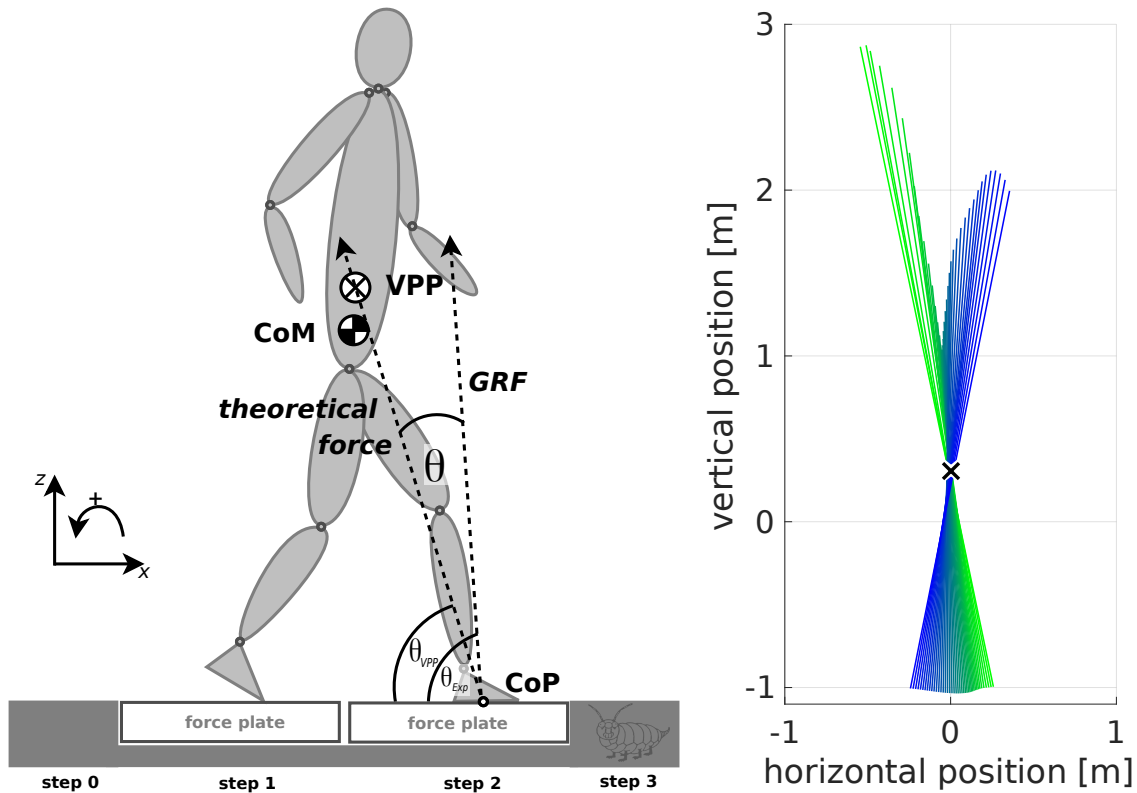 VPP
CoM
GRF
theoretical
force
θ
z
+
x
θVPP
θExp
CoP
force plate
force plate
step 0
step 1
step 2
step 3
3
2
1
0
-1
vertical position [m]
-1
0
1
horizontal position [m]